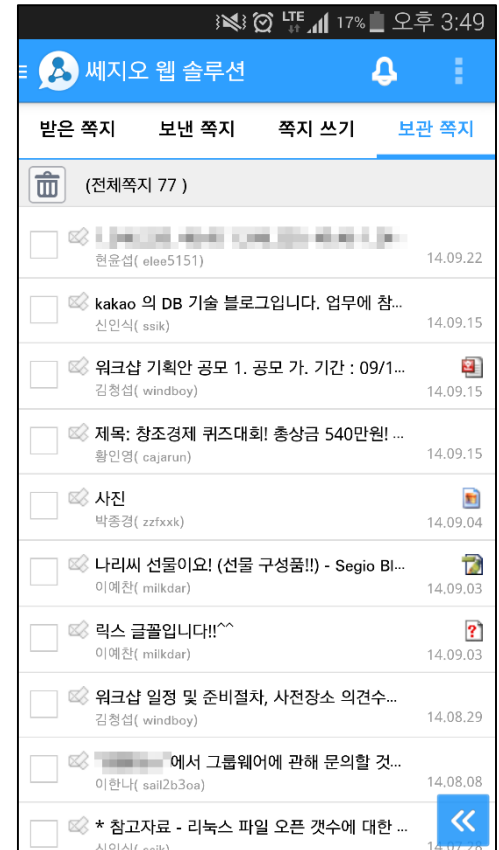 LTE 17% 오후 3:49
쎄지오 웹 솔루션
받은 쪽지 보낸 쪽지 쪽지 쓰기 보관 쪽지
(전체쪽지 77 )
현윤섭( elee5151) 14.09.22
kakao 의 DB 기술 블로그입니다. 업무에 참...
신인식( ssik) 14.09.15
워크샵 기획안 공모 1. 공모 가. 기간 : 09/1...
김청섭( windboy) 14.09.15
제목: 창조경제 퀴즈대회! 총상금 540만원! ...
황인영( cajarun) 14.09.15
사진
박종경( zzfxxk) 14.09.04
나리씨 선물이요! (선물 구성품!!) - Segio Bl...
이예찬( milkdar) 14.09.03
릭스 글꼴입니다!!^^
이예찬( milkdar) 14.09.03
워크샵 일정 및 준비절차, 사전장소 의견수...
김청섭( windboy) 14.08.29
"에서 그룹웨어에 관해 문의할 것...
이한나( sail2b3oa) 14.08.08
* 참고자료 - 리눅스 파일 오픈 갯수에 대한 ...
신인식( ssik) 14.07.28